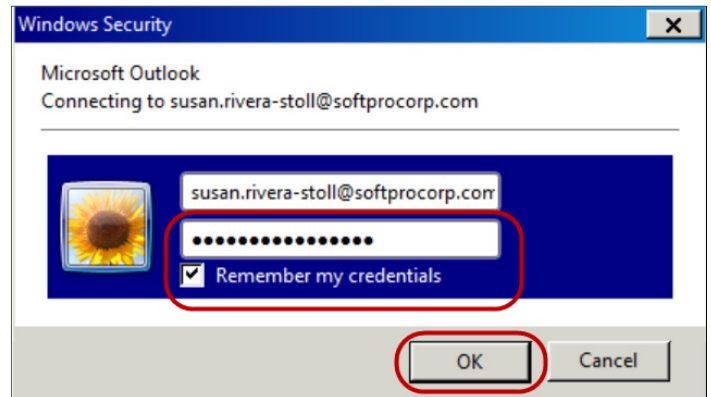 Windows Security
Microsoft Outlook
Connecting to susan.rivera-stoll@softprocorp.com
susan.rivera-stoll@softprocorp.com
••••••••••••••••
Remember my credentials
OK
Cancel